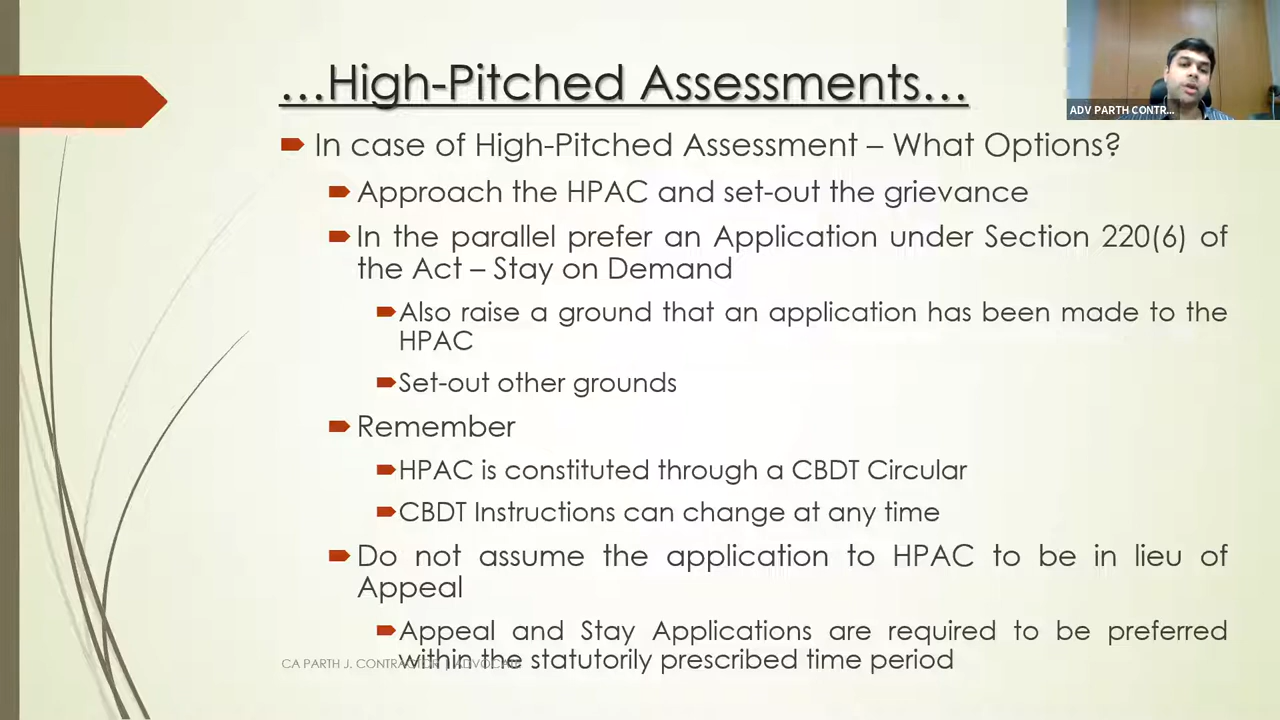 …High-Pitched Assessments…
ADV PARTH CONTR...
In case of High-Pitched Assessment – What Options?
Approach the HPAC and set-out the grievance
In the parallel prefer an Application under Section 220(6) of
the Act – Stay on Demand
Also raise a ground that an application has been made to the
HPAC
Set-out other grounds
Remember
HPAC is constituted through a CBDT Circular
CBDT Instructions can change at any time
Do not assume the application to HPAC to be in lieu of
Appeal
Appeal and Stay Applications are required to be preferred
within the statutorily prescribed time period
CA PARTH J. CONTRACTOR | ADVOCATE